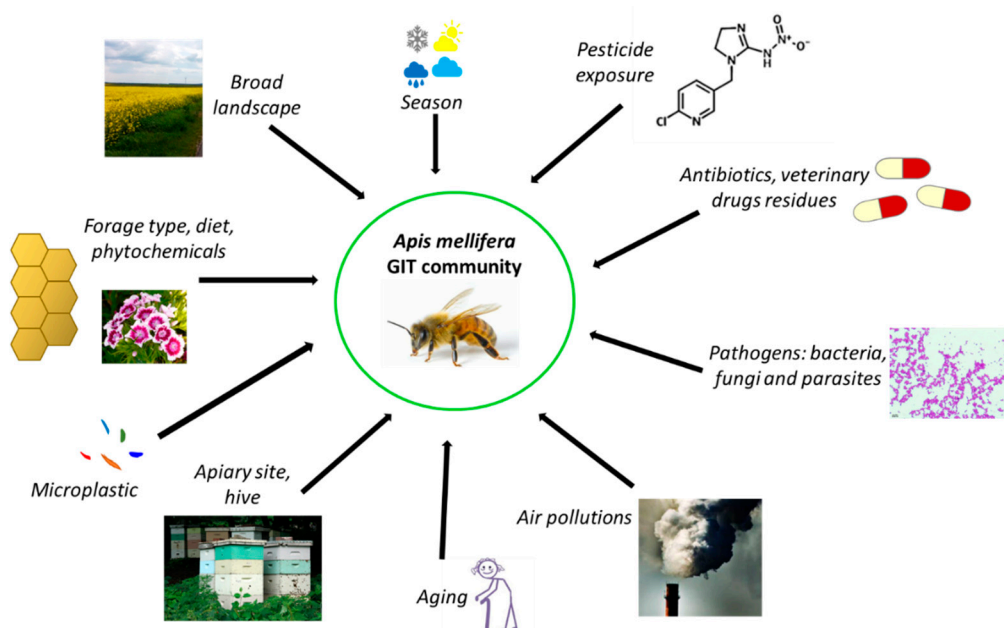 Broad
landscape
Season
Pesticide
exposure
N
N
NH
N⁺
O
O⁻
Cl
N
Antibiotics, veterinary
drugs residues
Forage type, diet,
phytochemicals
Apis mellifera
GIT community
Pathogens: bacteria,
fungi and parasites
Microplastic
Apiary site,
hive
Aging
Air pollutions